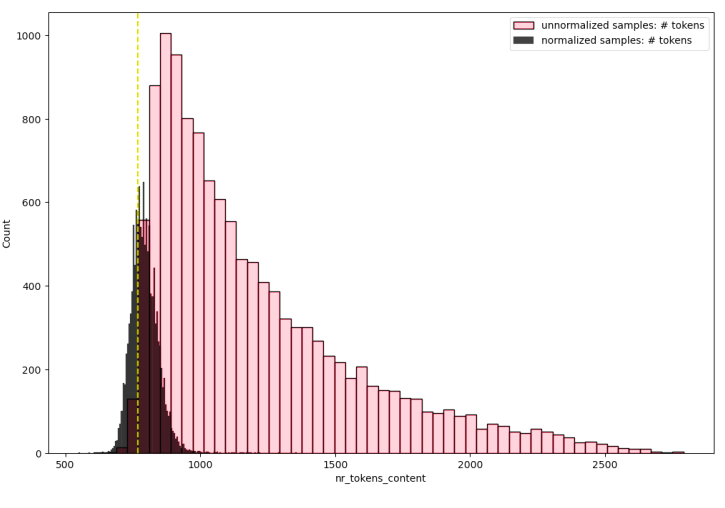 unnormalized samples: # tokens
normalized samples: # tokens
1000
800
600
400
200
0
Count
500 1000 1500 2000 2500
nr_tokens_content